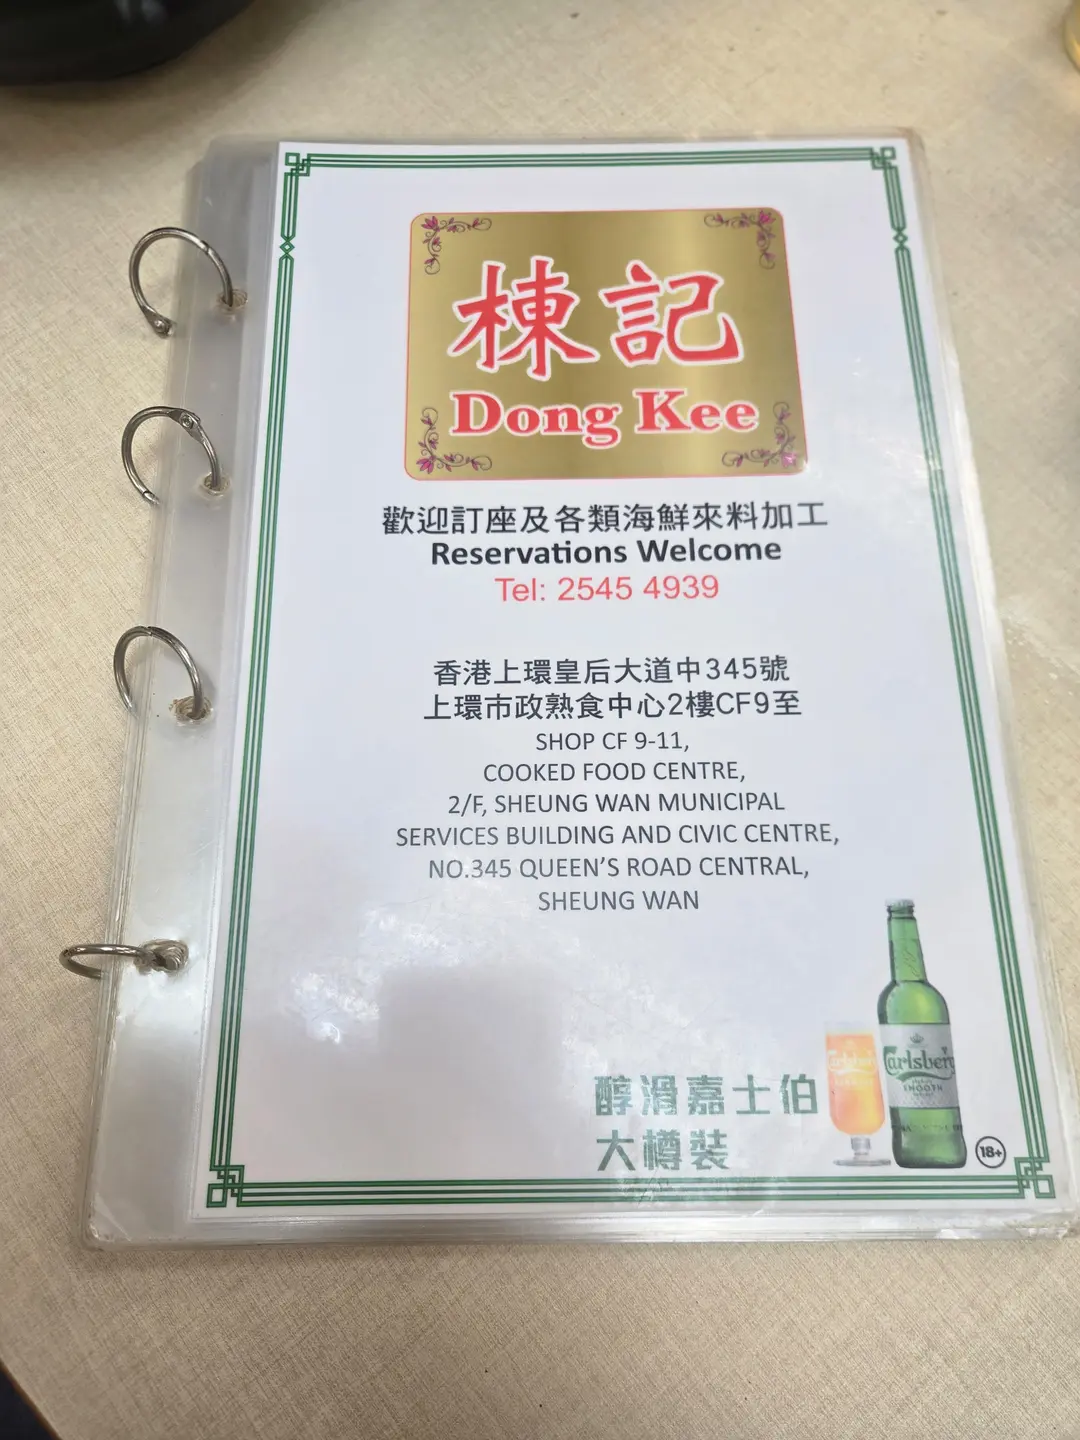 棟記
Dong Kee
歡迎訂座及各類海鮮來料加工
Reservations Welcome
Tel: 2545 4939
香港上環皇后大道中345號
上環市政熟食中心2樓CF9至
SHOP CF 9-11,
COOKED FOOD CENTRE,
2/F, SHEUNG WAN MUNICIPAL
SERVICES BUILDING AND CIVIC CENTRE,
NO.345 QUEEN'S ROAD CENTRAL,
SHEUNG WAN
醇滑嘉士伯
大樽裝
Carlsberg
Carlsberg
SMOOTH
18+